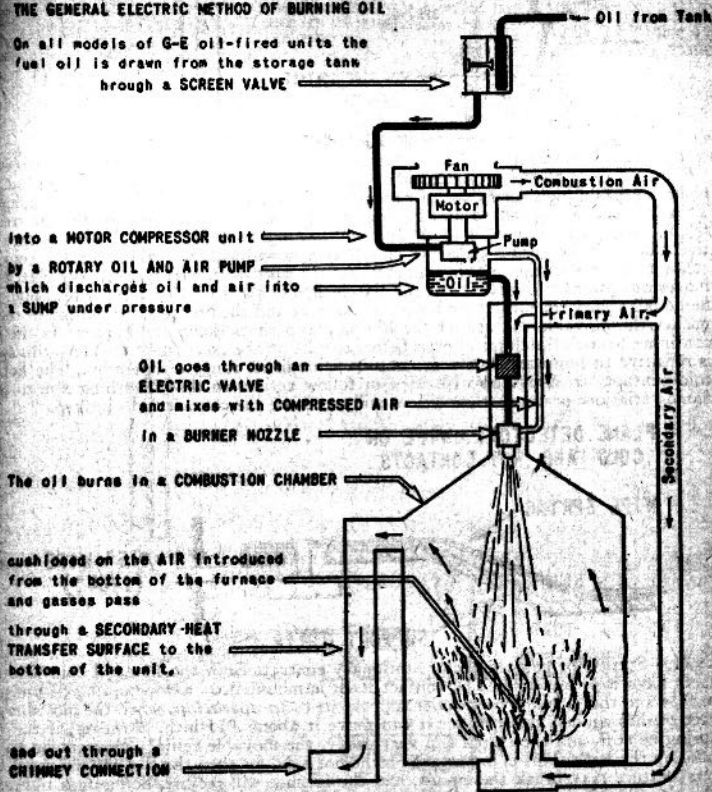 THE GENERAL ELECTRIC METHOD OF BURNING OIL
Oil from Tank
On all models of G-E oil-fired units the
fuel oil is drawn from the storage tank
hrough a SCREEN VALVE
Fan
Combustion Air
Motor
into a MOTOR COMPRESSOR unit
Pump
by a ROTARY OIL AND AIR PUMP
which discharges oil and air into
a SUMP under pressure
Oil
Primary Air
OIL goes through an
ELECTRIC VALVE
and mixes with COMPRESSED AIR
in a BURNER NOZZLE
Secondary Air
The oil burns in a COMBUSTION CHAMBER
cushioned on the AIR introduced
from the bottom of the furnace
and gasses pass
through a SECONDARY HEAT
TRANSFER SURFACE to the
bottom of the unit.
and out through a
CHIMNEY CONNECTION